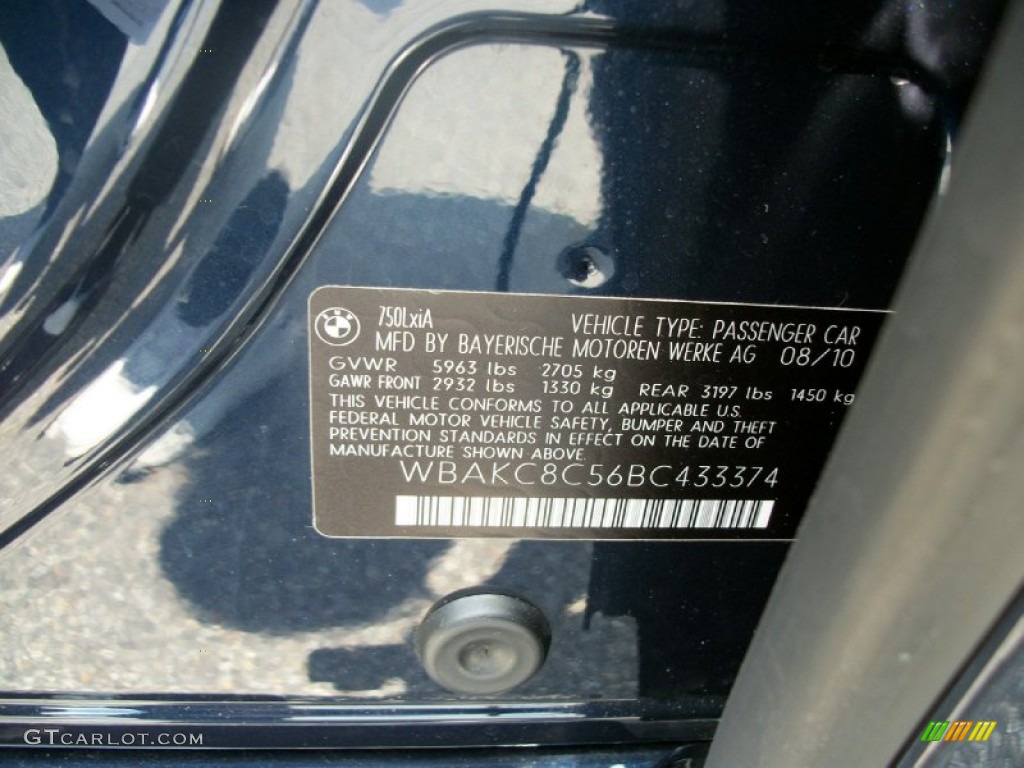 BMW
750LxiA
VEHICLE TYPE: PASSENGER CAR
MFD BY BAYERISCHE MOTOREN WERKE AG 08/10
GVWR 5963 lbs 2705 kg
GAWR FRONT 2932 lbs 1330 kg REAR 3197 lbs 1450 kg
THIS VEHICLE CONFORMS TO ALL APPLICABLE U.S.
FEDERAL MOTOR VEHICLE SAFETY, BUMPER AND THEFT
PREVENTION STANDARDS IN EFFECT ON THE DATE OF
MANUFACTURE SHOWN ABOVE.
WBAKC8C56BC433374
GTCARLOT.COM